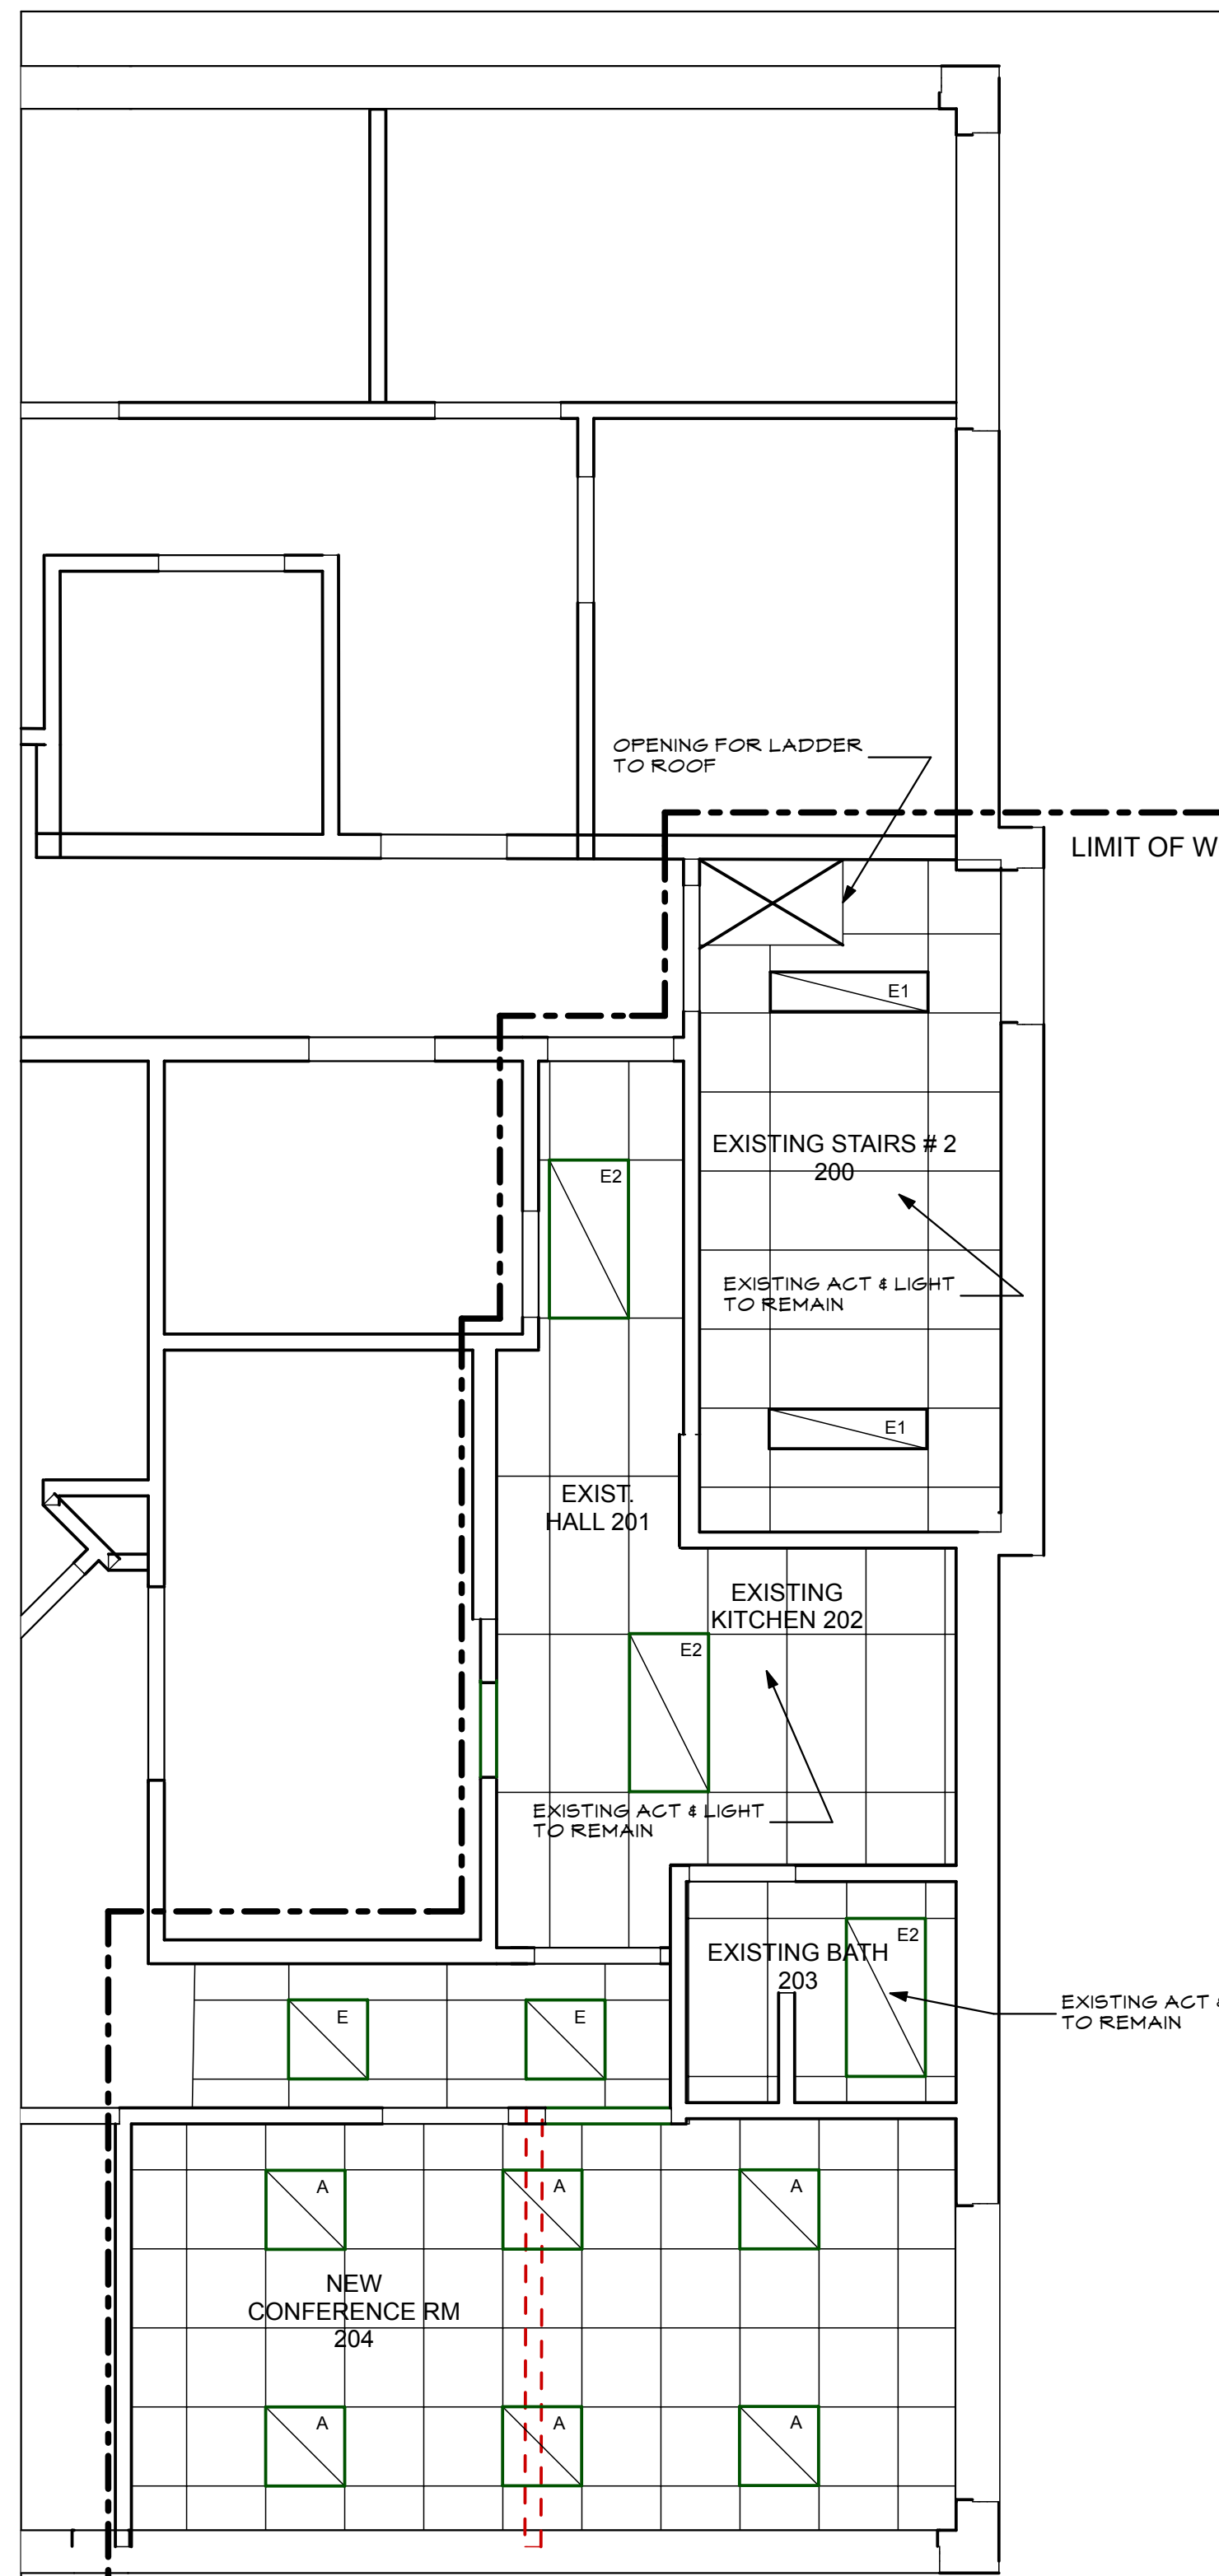 OPENING FOR LADDER
TO ROOF
LIMIT OF W
E1
EXISTING STAIRS # 2
200
E2
EXISTING ACT & LIGHT
TO REMAIN
E1
EXIST.
HALL 201
EXISTING
KITCHEN 202
E2
EXISTING ACT & LIGHT
TO REMAIN
E2
EXISTING BATH
203
EXISTING ACT &
TO REMAIN
E
E
A
A
A
NEW
CONFERENCE RM
204
A
A
A